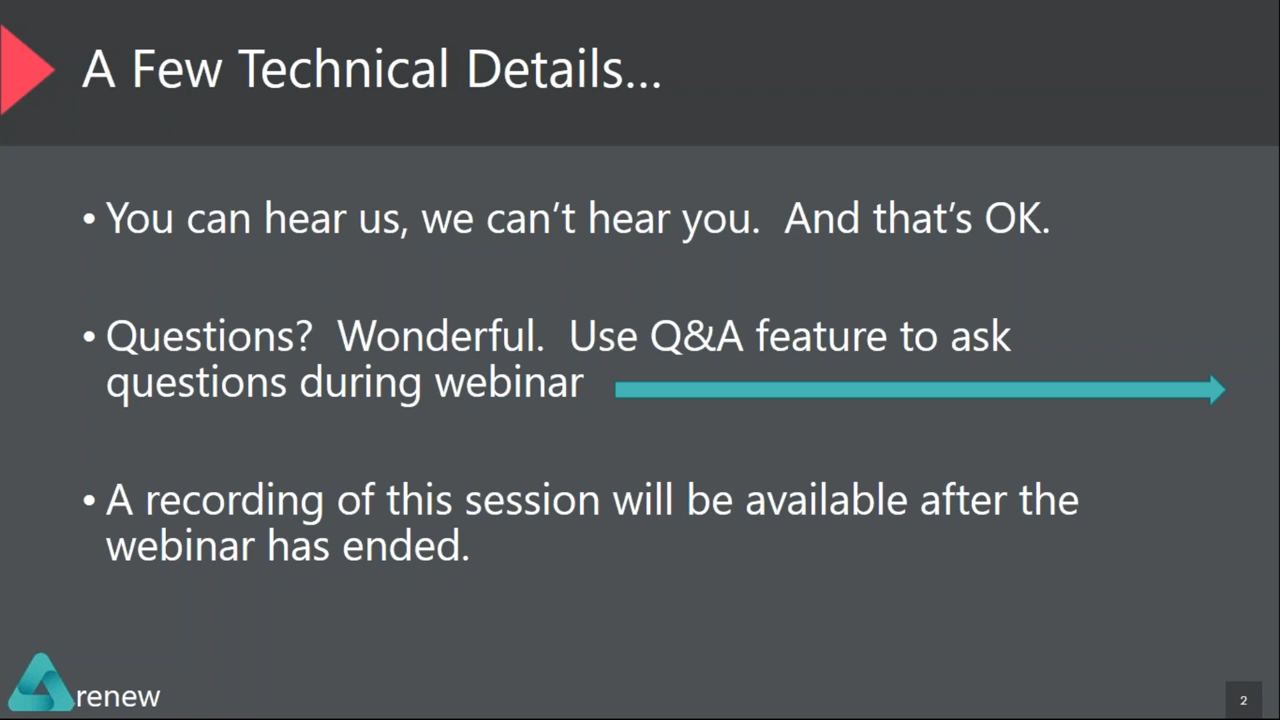 A Few Technical Details...
• You can hear us, we can't hear you.  And that's OK.
• Questions?  Wonderful.  Use Q&A feature to ask
questions during webinar
• A recording of this session will be available after the
webinar has ended.
renew
2